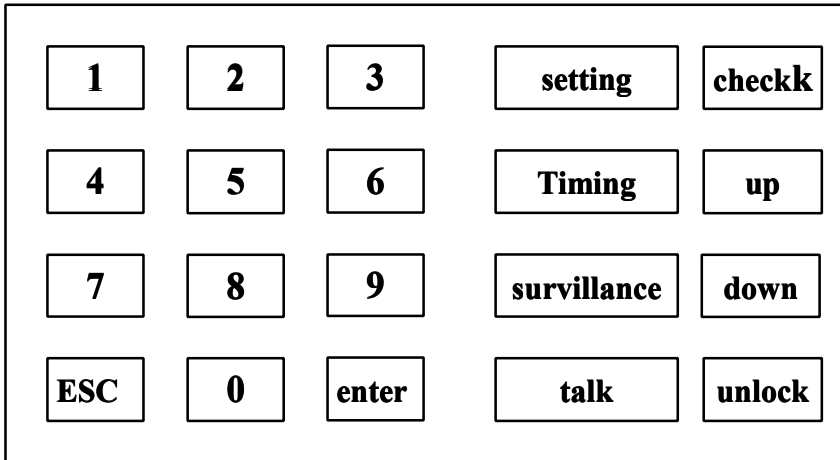 1 2 3 setting checkk
4 5 6 Timing up
7 8 9 survillance down
ESC 0 enter talk unlock